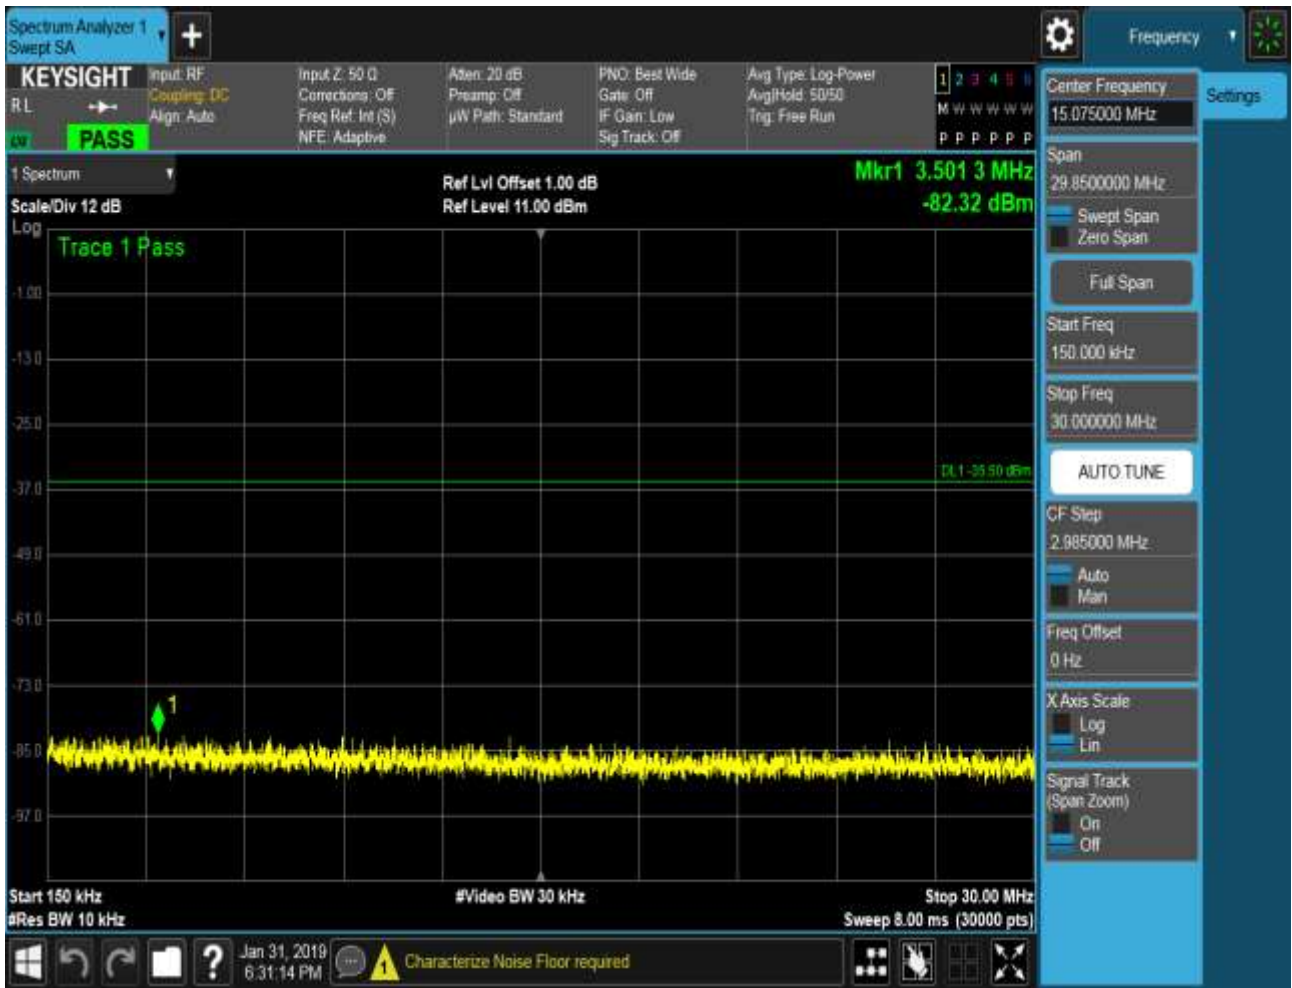 Spectrum Analyzer 1
Swept SA
Frequency
KEYSIGHT
R L
PASS
Input: RF
Coupling: DC
Align: Auto
Input Z: 50 Ω
Corrections: Off
Freq Ref: Int (S)
NFE: Adaptive
Atten: 20 dB
Preamp: Off
µW Path: Standard
PNO: Best Wide
Gate: Off
IF Gain: Low
Sig Track: Off
Avg Type: Log-Power
Avg|Hold: 50/50
Trig: Free Run
1 2 3 4 5 6
M W W W W W
P P P P P P
1 Spectrum
Scale/Div 12 dB
Ref Lvl Offset 1.00 dB
Ref Level 11.00 dBm
Mkr1 3.501 3 MHz
-82.32 dBm
Log
Trace 1 Pass
-1.00
-13.0
-25.0
DL1 -35.50 dBm
-37.0
-49.0
-61.0
-73.0
1
-85.0
-97.0
Start 150 kHz
#Video BW 30 kHz
Stop 30.00 MHz
#Res BW 10 kHz
Sweep 8.00 ms (30000 pts)
?
Jan 31, 2019
6:31:14 PM
1
Characterize Noise Floor required
Center Frequency
15.075000 MHz
Settings
Span
29.8500000 MHz
Swept Span
Zero Span
Full Span
Start Freq
150.000 kHz
Stop Freq
30.000000 MHz
AUTO TUNE
CF Step
2.985000 MHz
Auto
Man
Freq Offset
0 Hz
X Axis Scale
Log
Lin
Signal Track
(Span Zoom)
On
Off